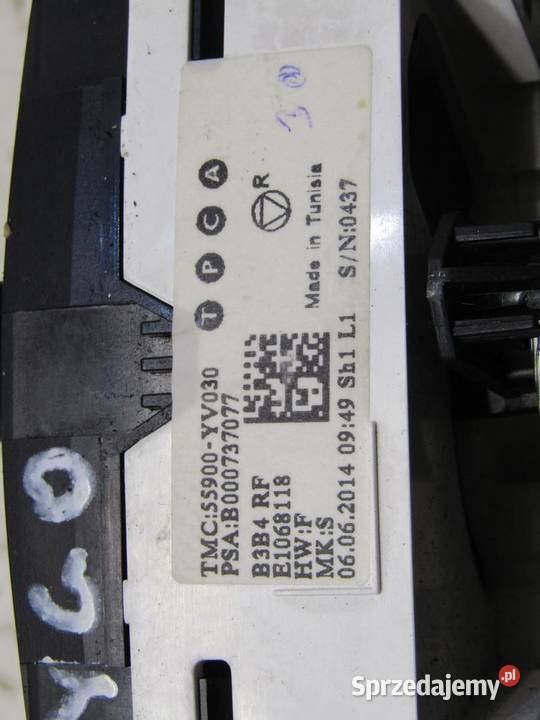 T P C A
TMC:55900-YV030
PSA:B000737077
B3B4 RF
E1068118
HW:F
MK:S
06.06.2014 09:49 Sh1 L1 S/N:0437
R
Made in Tunisia
YGO
Sprzedajemy.pl